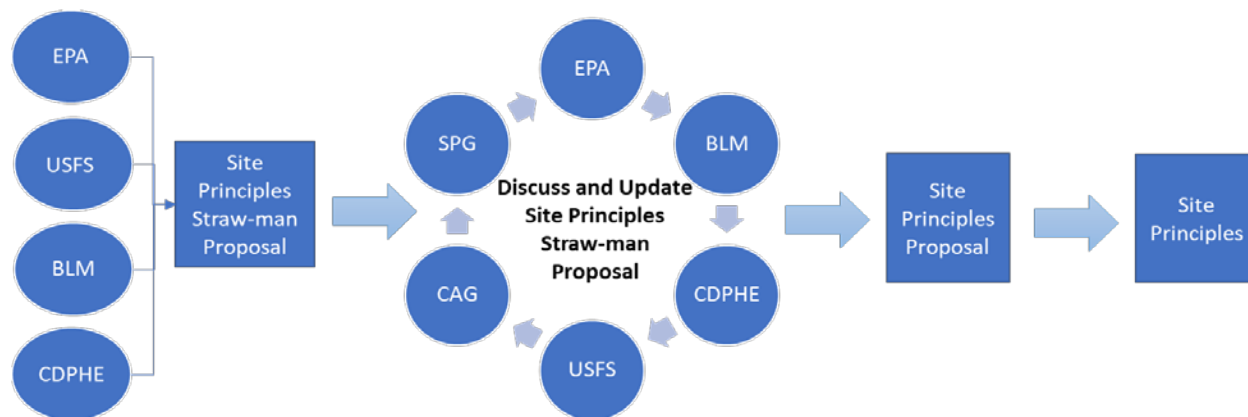 EPA
USFS
BLM
CDPHE
Site
Principles
Straw-man
Proposal
EPA
BLM
CDPHE
USFS
CAG
SPG
Discuss and Update
Site Principles
Straw-man
Proposal
Site
Principles
Proposal
Site
Principles